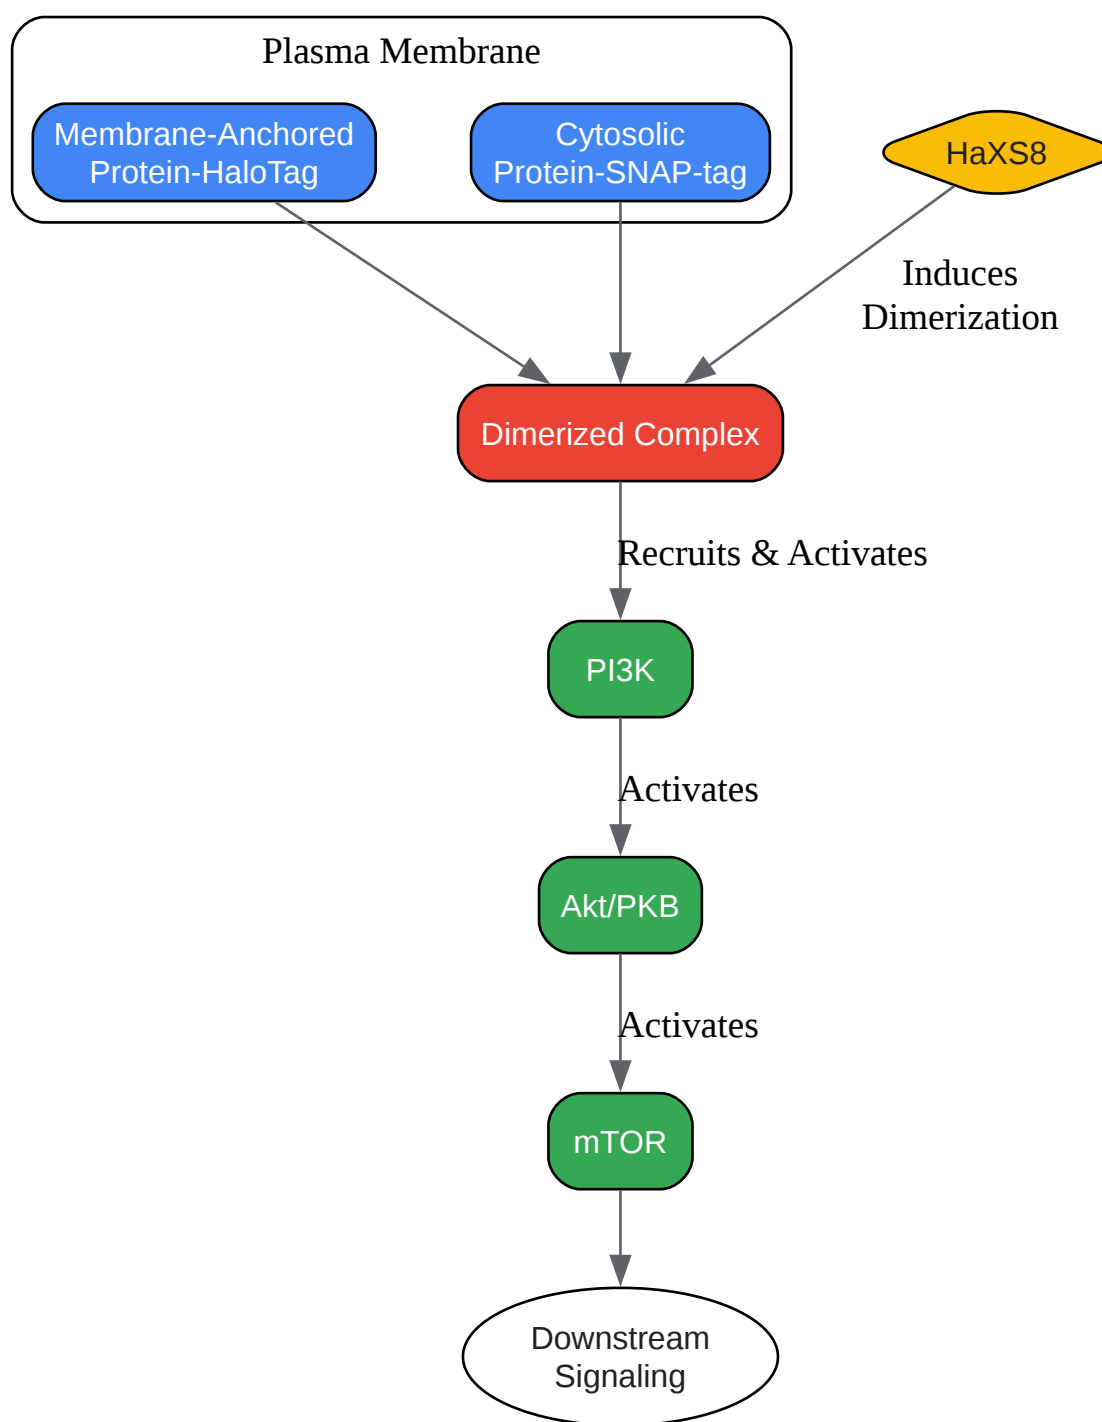 Plasma Membrane
Membrane-Anchored
Protein-HaloTag
Cytosolic
Protein-SNAP-tag
HaXS8
Induces
Dimerization
Dimerized Complex
Recruits & Activates
PI3K
Activates
Akt/PKB
Activates
mTOR
Downstream
Signaling